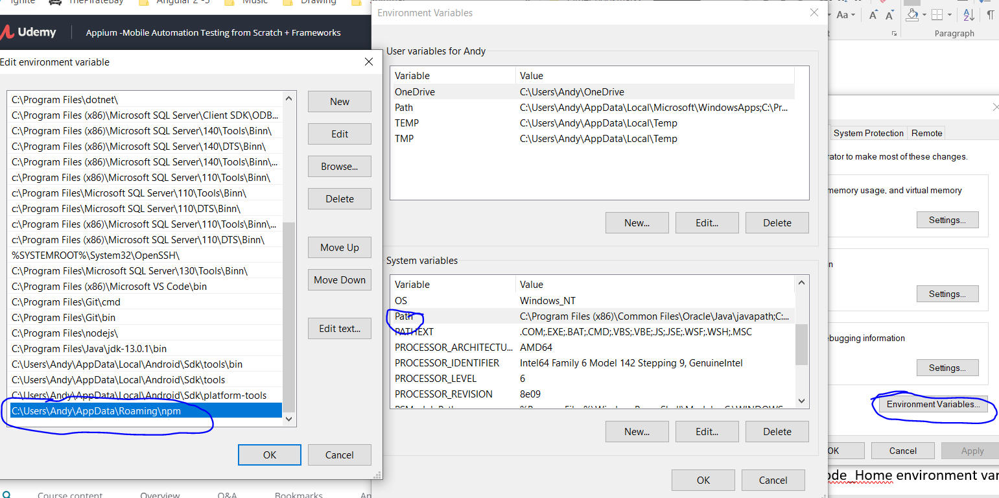 Ignite
ThePirateBay
Music
Drawing
Udemy
Appium -Mobile Automation Testing from Scratch + Frameworks
Edit environment variable
C:\Program Files\dotnet\
C:\Program Files (x86)\Microsoft SQL Server\Client SDK\ODB...
C:\Program Files (x86)\Microsoft SQL Server\140\Tools\Binn\
C:\Program Files (x86)\Microsoft SQL Server\140\DTS\Binn\
C:\Program Files (x86)\Microsoft SQL Server\140\Tools\Binn\...
c:\Program Files (x86)\Microsoft SQL Server\110\Tools\Binn\
c:\Program Files\Microsoft SQL Server\110\Tools\Binn\
c:\Program Files\Microsoft SQL Server\110\DTS\Binn\
c:\Program Files (x86)\Microsoft SQL Server\110\Tools\Binn\...
c:\Program Files (x86)\Microsoft SQL Server\110\DTS\Binn\
%SYSTEMROOT%\System32\OpenSSH\
C:\Program Files\Microsoft SQL Server\130\Tools\Binn\
C:\Program Files (x86)\Microsoft VS Code\bin
C:\Program Files\Git\cmd
C:\Program Files\Git\bin
C:\Program Files\nodejs\
C:\Program Files\Java\jdk-13.0.1\bin
C:\Users\Andy\AppData\Local\Android\Sdk\tools\bin
C:\Users\Andy\AppData\Local\Android\Sdk\tools
C:\Users\Andy\AppData\Local\Android\Sdk\platform-tools
C:\Users\Andy\AppData\Roaming\npm
New
Edit
Browse...
Delete
Move Up
Move Down
Edit text...
OK
Cancel
Course content
Overview
Q&A
Bookmarks
An
Environment Variables
User variables for Andy
Variable Value
OneDrive C:\Users\Andy\OneDrive
Path C:\Users\Andy\AppData\Local\Microsoft\WindowsApps;C:\Pr...
TEMP C:\Users\Andy\AppData\Local\Temp
TMP C:\Users\Andy\AppData\Local\Temp
New... Edit... Delete
System variables
Variable Value
OS Windows_NT
Path C:\Program Files (x86)\Common Files\Oracle\Java\javapath;C:...
PATHEXT .COM;.EXE;.BAT;.CMD;.VBS;.VBE;.JS;.JSE;.WSF;.WSH;.MSC
PROCESSOR_ARCHITECTU... AMD64
PROCESSOR_IDENTIFIER Intel64 Family 6 Model 142 Stepping 9, GenuineIntel
PROCESSOR_LEVEL 6
PROCESSOR_REVISION 8e09
New... Edit... Delete
OK Cancel
Aa
Paragraph
System Protection Remote
rator to make most of these changes.
memory usage, and virtual memory
Settings...
n
Settings...
ebugging information
Settings...
Environment Variables...
OK Cancel Apply
ode_Home environment var